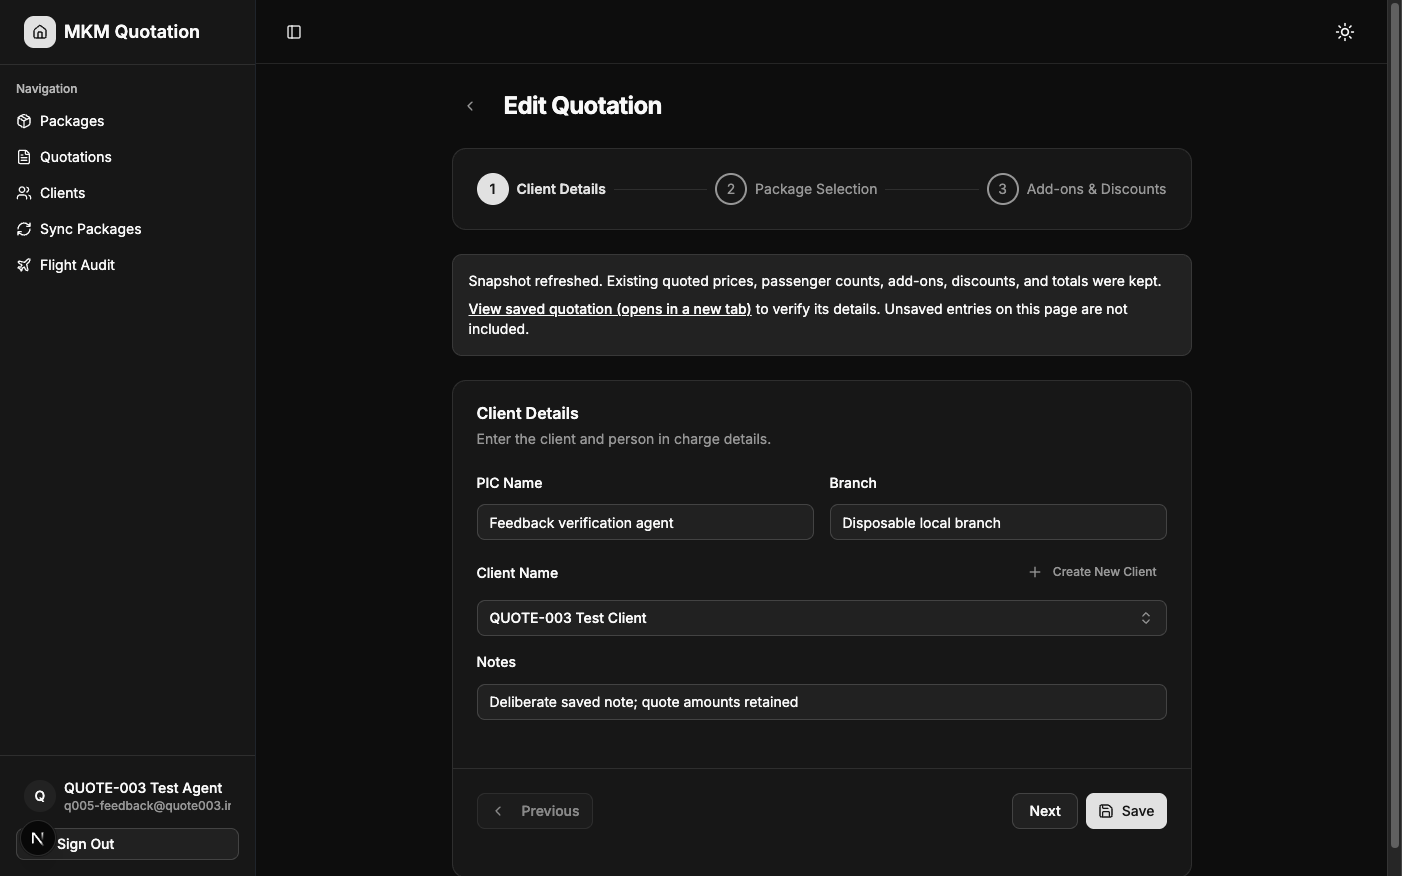 MKM Quotation
Navigation
Packages
Quotations
Clients
Sync Packages
Flight Audit
Q
QUOTE-003 Test Agent
q005-feedback@quote003.in
N
Sign Out
Edit Quotation
1 Client Details
2 Package Selection
3 Add-ons & Discounts
Snapshot refreshed. Existing quoted prices, passenger counts, add-ons, discounts, and totals were kept.
View saved quotation (opens in a new tab) to verify its details. Unsaved entries on this page are not
included.
Client Details
Enter the client and person in charge details.
PIC Name
Branch
Feedback verification agent
Disposable local branch
Client Name
Create New Client
QUOTE-003 Test Client
Notes
Deliberate saved note; quote amounts retained
Previous
Next
Save